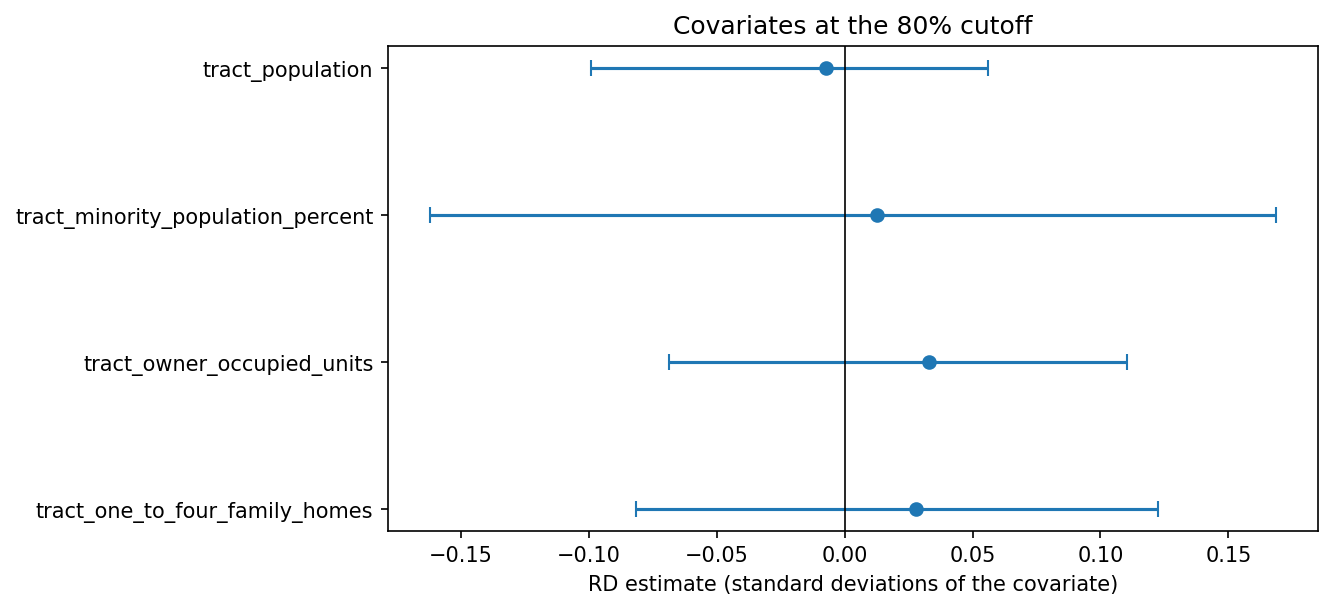 Covariates at the 80% cutoff
tract_population
tract_minority_population_percent
tract_owner_occupied_units
tract_one_to_four_family_homes
−0.15 −0.10 −0.05 0.00 0.05 0.10 0.15
RD estimate (standard deviations of the covariate)